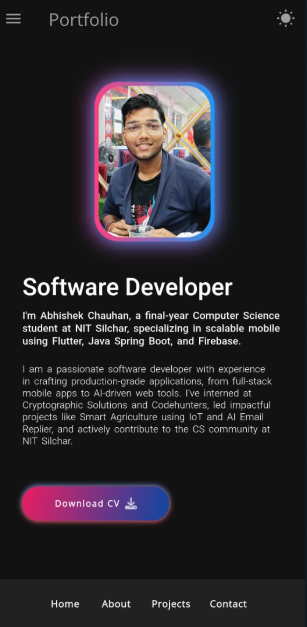 Portfolio
Software Developer
I'm Abhishek Chauhan, a final-year Computer Science
student at NIT Silchar, specializing in scalable mobile
using Flutter, Java Spring Boot, and Firebase.
I am a passionate software developer with experience
in crafting production-grade applications, from full-stack
mobile apps to AI-driven web tools. I've interned at
Cryptographic Solutions and Codehunters, led impactful
projects like Smart Agriculture using IoT and AI Email
Replier, and actively contribute to the CS community at
NIT Silchar.
Download CV
Home About Projects Contact